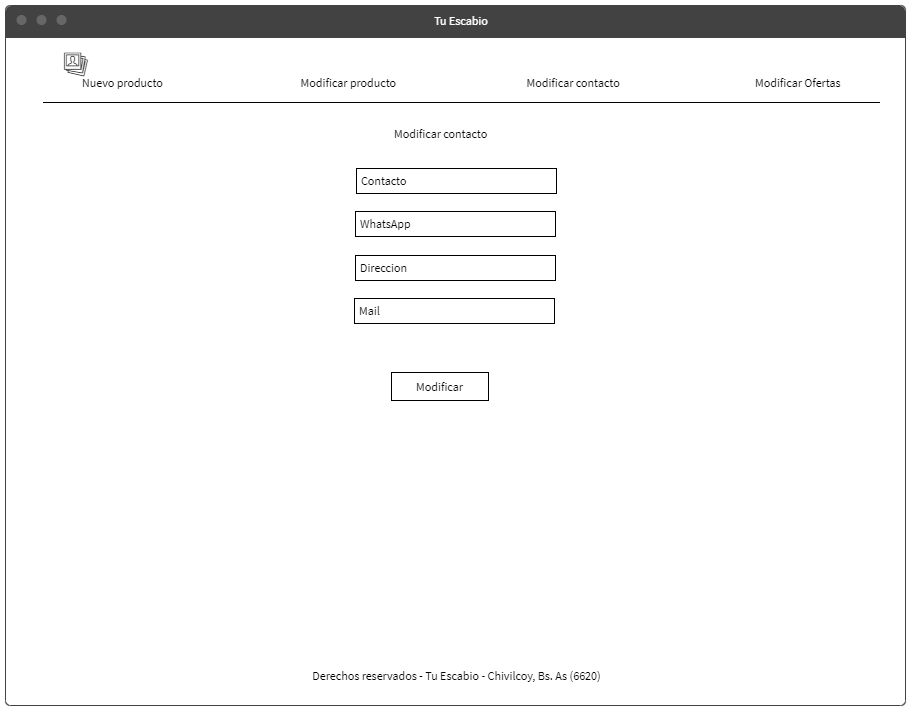 Tu Escabio
Nuevo producto Modificar producto Modificar contacto Modificar Ofertas
Modificar contacto
Contacto
WhatsApp
Direccion
Mail
Modificar
Derechos reservados - Tu Escabio - Chivilcoy, Bs. As (6620)